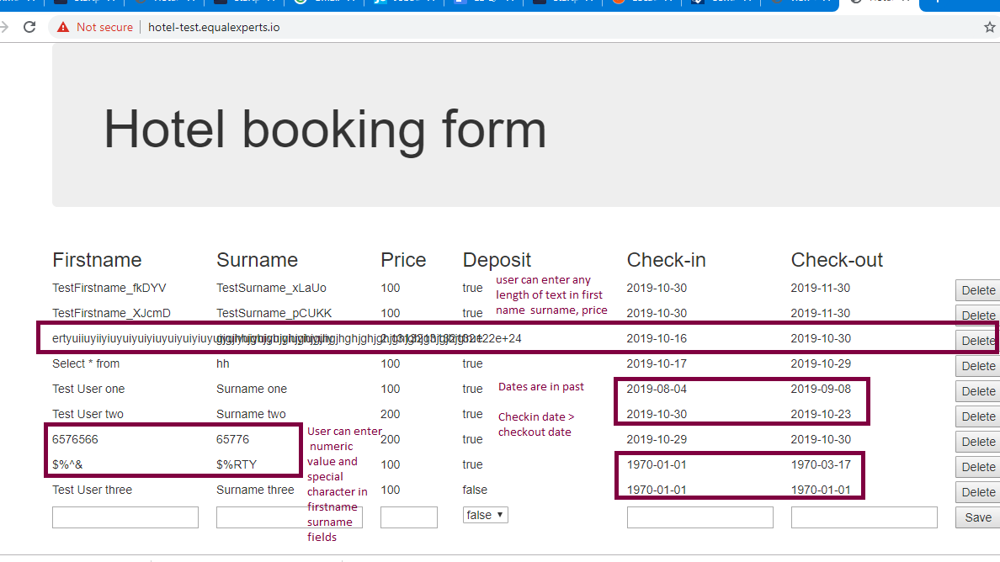 Not secure | hotel-test.equalexperts.io
Hotel booking form
Firstname Surname Price Deposit Check-in Check-out
TestFirstname_fkDYV TestSurname_xLaUo 100 true 2019-10-30 2019-11-30 Delete
user can enter any
length of text in first
name surname, price
TestFirstname_XJcmD TestSurname_pCUKK 100 true 2019-10-30 2019-11-30 Delete
2019-10-16 2019-10-30 Delete
Select * from hh 100 true 2019-10-17 2019-10-29 Delete
Test User one Surname one 100 true 2019-08-04 2019-09-08 Delete
Dates are in past
Test User two Surname two 200 true 2019-10-30 2019-10-23 Delete
Checkin date >
checkout date
6576566 65776 200 true 2019-10-29 2019-10-30 Delete
$%^& $%RTY 100 true 1970-01-01 1970-03-17 Delete
Test User three Surname three 100 false 1970-01-01 1970-01-01 Delete
User can enter
numeric
value and
special
character in
firstname
surname
fields
false Save